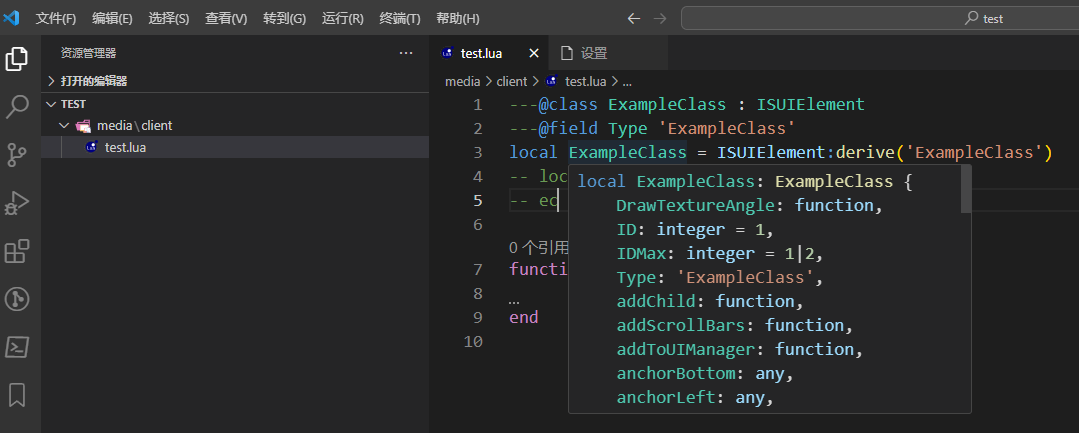 文件(F) 编辑(E) 选择(S) 查看(V) 转到(G) 运行(R) 终端(T) 帮助(H) test
资源管理器 ...
打开的编辑器
TEST
media\client
test.lua
test.lua 设置
media > client > test.lua > ...
1 ---@class ExampleClass : ISUIElement
2 ---@field Type 'ExampleClass'
3 local ExampleClass = ISUIElement:derive('ExampleClass')
4 -- loc
5 -- ec
6
0 个引用
7 functi
8 ...
9 end
10
local ExampleClass: ExampleClass {
DrawTextureAngle: function,
ID: integer = 1,
IDMax: integer = 1|2,
Type: 'ExampleClass',
addChild: function,
addScrollBars: function,
addToUIManager: function,
anchorBottom: any,
anchorLeft: any,